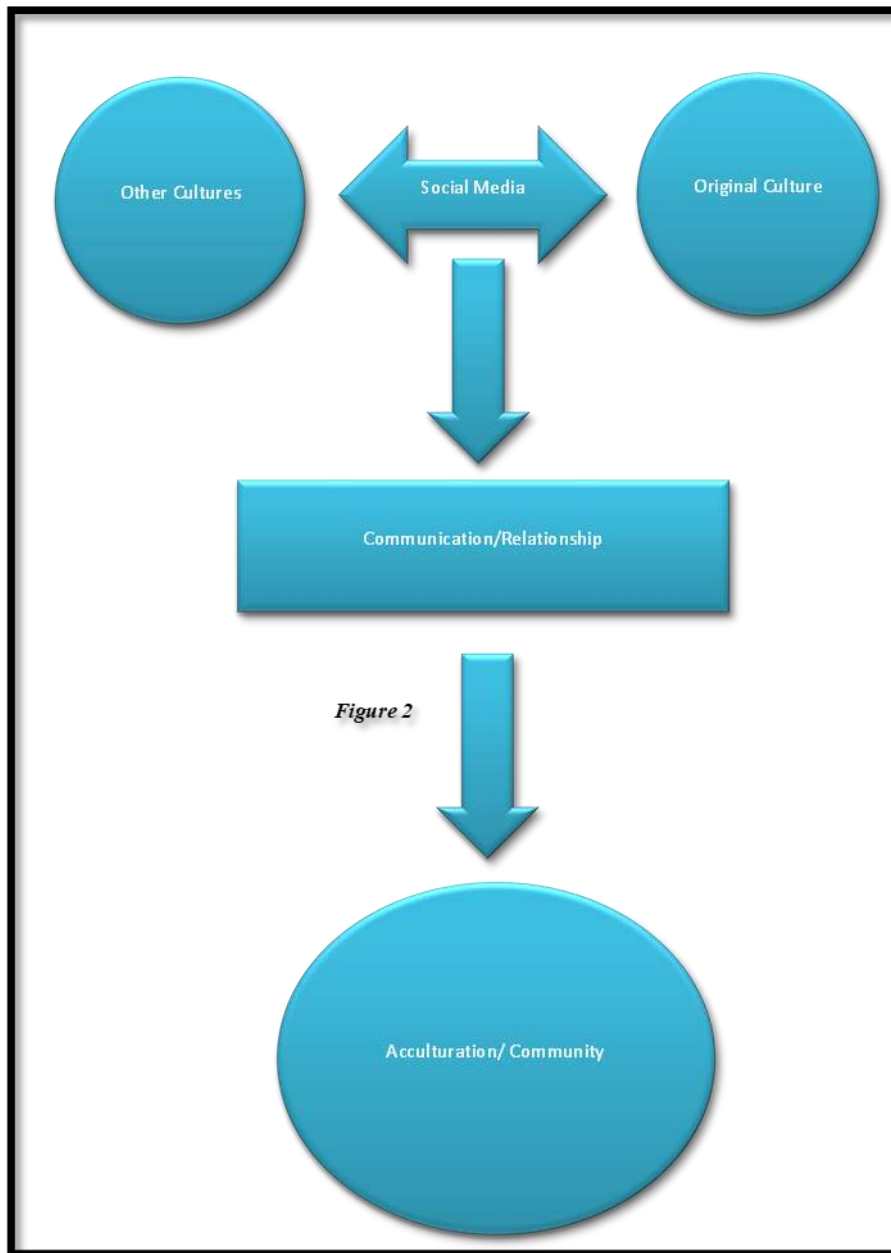 Other Cultures
Social Media
Original Culture
Communication/Relationship
Figure 2
Acculturation/ Community